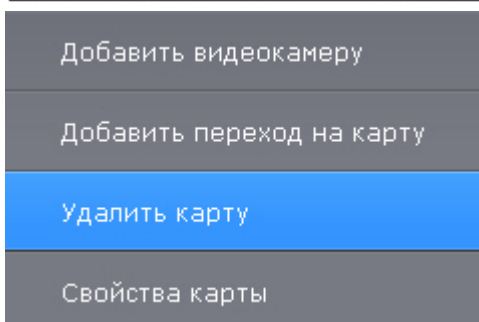 Добавить видеокамеру
Добавить переход на карту
Удалить карту
Свойства карты